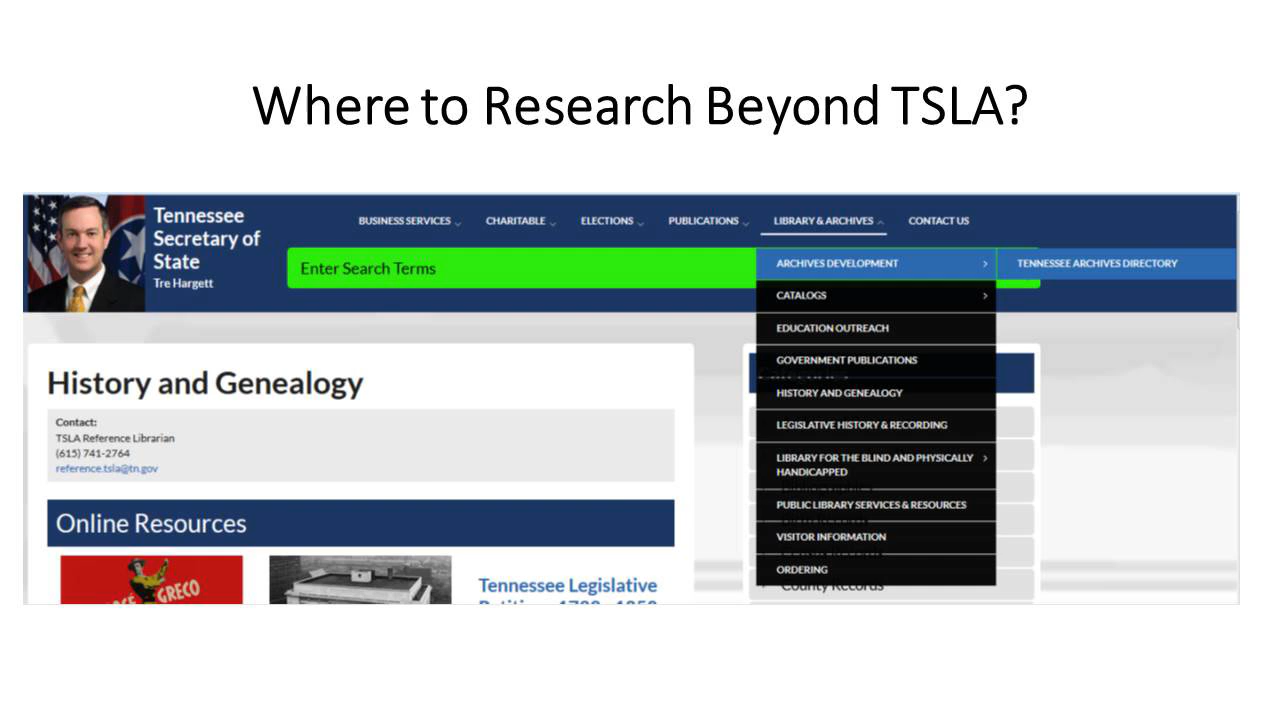 Where to Research Beyond TSLA?
Tennessee
Secretary of
State
Tre Hargett
BUSINESS SERVICES
CHARITABLE
ELECTIONS
PUBLICATIONS
LIBRARY & ARCHIVES
CONTACT US
Enter Search Terms
ARCHIVES DEVELOPMENT
TENNESSEE ARCHIVES DIRECTORY
CATALOGS
EDUCATION OUTREACH
GOVERNMENT PUBLICATIONS
HISTORY AND GENEALOGY
LEGISLATIVE HISTORY & RECORDING
LIBRARY FOR THE BLIND AND PHYSICALLY
HANDICAPPED
PUBLIC LIBRARY SERVICES & RESOURCES
VISITOR INFORMATION
ORDERING
History and Genealogy
Contact:
TSLA Reference Librarian
(615) 741-2764
reference.tsla@tn.gov
Online Resources
GRECO
Tennessee Legislative
County Records